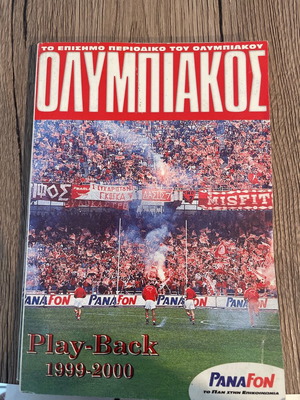 ΤΟ ΕΠΙΣΗΜΟ ΠΕΡΙΟΔΙΚΟ ΤΟΥ ΟΛΥΜΠΙΑΚΟΥ
ΟΛΥΜΠΙΑΚΟΣ
MISFITS
PANAFON
PANAFON
PANAFON
Play-Back
1999-2000
PANAFON
ΤΟ ΠΑΝ ΣΤΗΝ ΕΠΙΚΟΙΝΩΝΙΑ